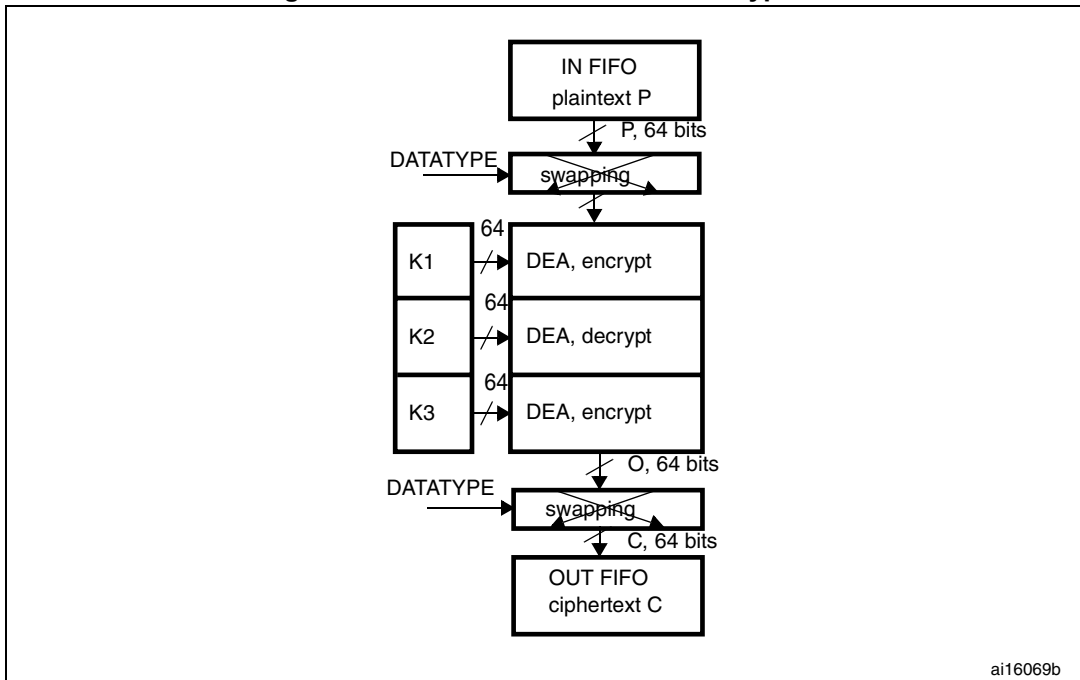 IN FIFO
plaintext P
P, 64 bits
DATATYPE
swapping
64
K1
DEA, encrypt
64
K2
DEA, decrypt
64
K3
DEA, encrypt
O, 64 bits
DATATYPE
swapping
C, 64 bits
OUT FIFO
ciphertext C
ai16069b